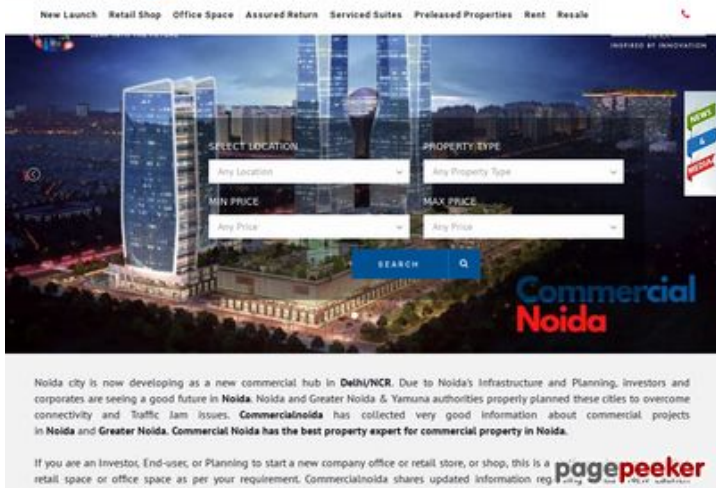 New Launch Retail Shop Office Space Assured Return Serviced Suites Preleased Properties Rent Resale
INSPIRED BY INNOVATION
NEWS
&
MEDIA
SELECT LOCATION PROPERTY TYPE
Any Location Any Property Type
MIN PRICE MAX PRICE
Any Price Any Price
SEARCH
Commercial
Noida
Noida city is now developing as a new commercial hub in Delhi/NCR. Due to Noida's Infrastructure and Planning, investors and
corporates are seeing a good future in Noida. Noida and Greater Noida & Yamuna authorities properly planned these cities to overcome
connectivity and Traffic Jam issues. Commercialnoida has collected very good information about commercial projects
in Noida and Greater Noida. Commercial Noida has the best property expert for commercial property in Noida.
If you are an Investor, End-user, or Planning to start a new company office or retail store, or shop, this is a
retail space or office space as per your requirement. Commercialnoida shares updated information
pagepeeker